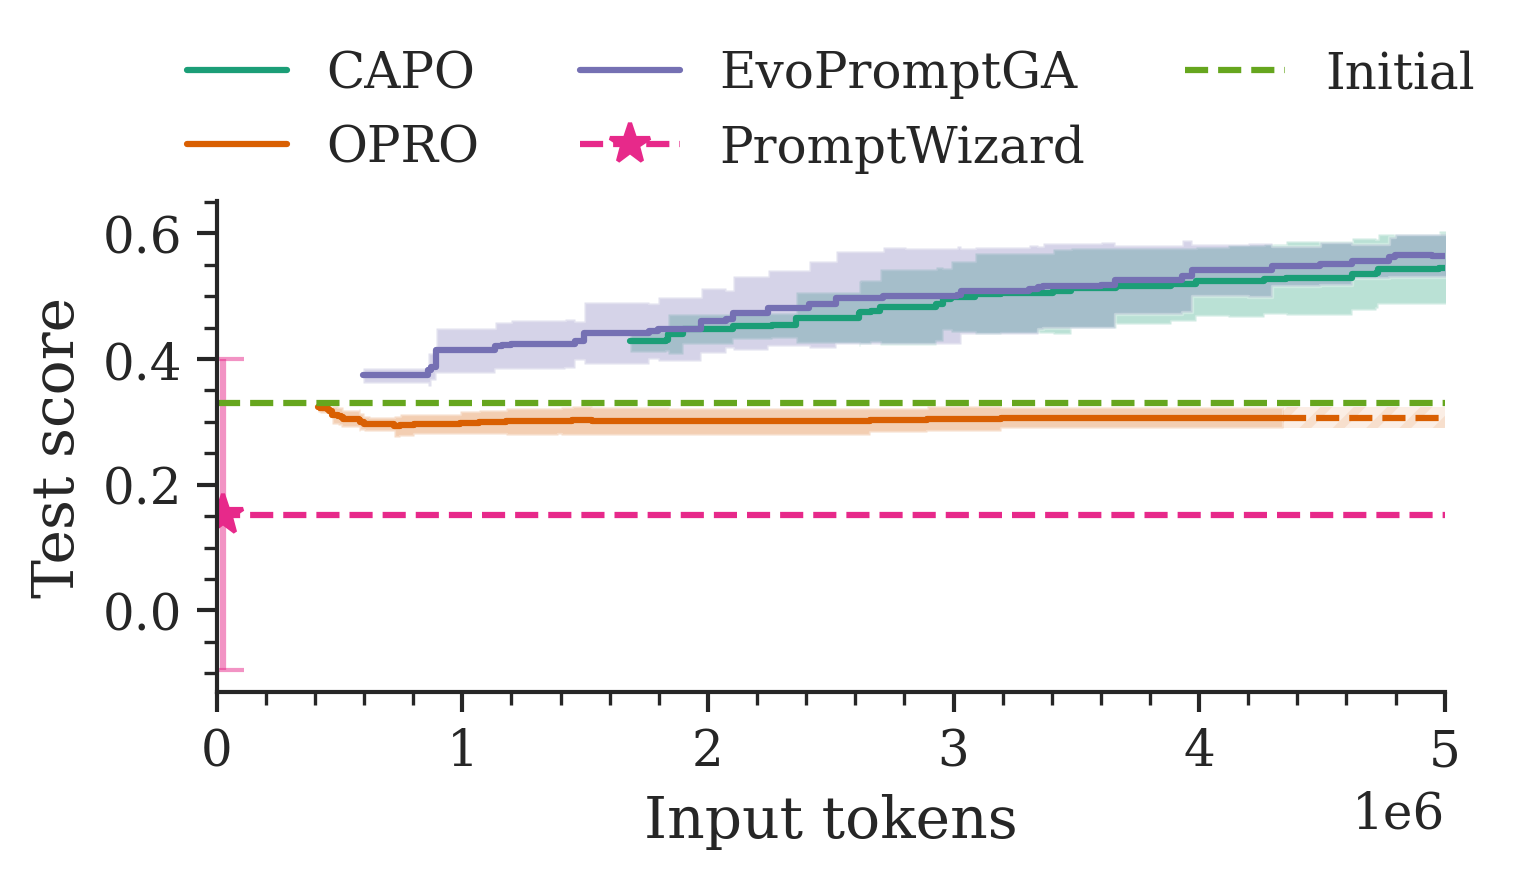 CAPO EvoPromptGA Initial
OPRO PromptWizard
0.6
0.4
0.2
0.0
Test score
0 1 2 3 4 5
Input tokens
1e6